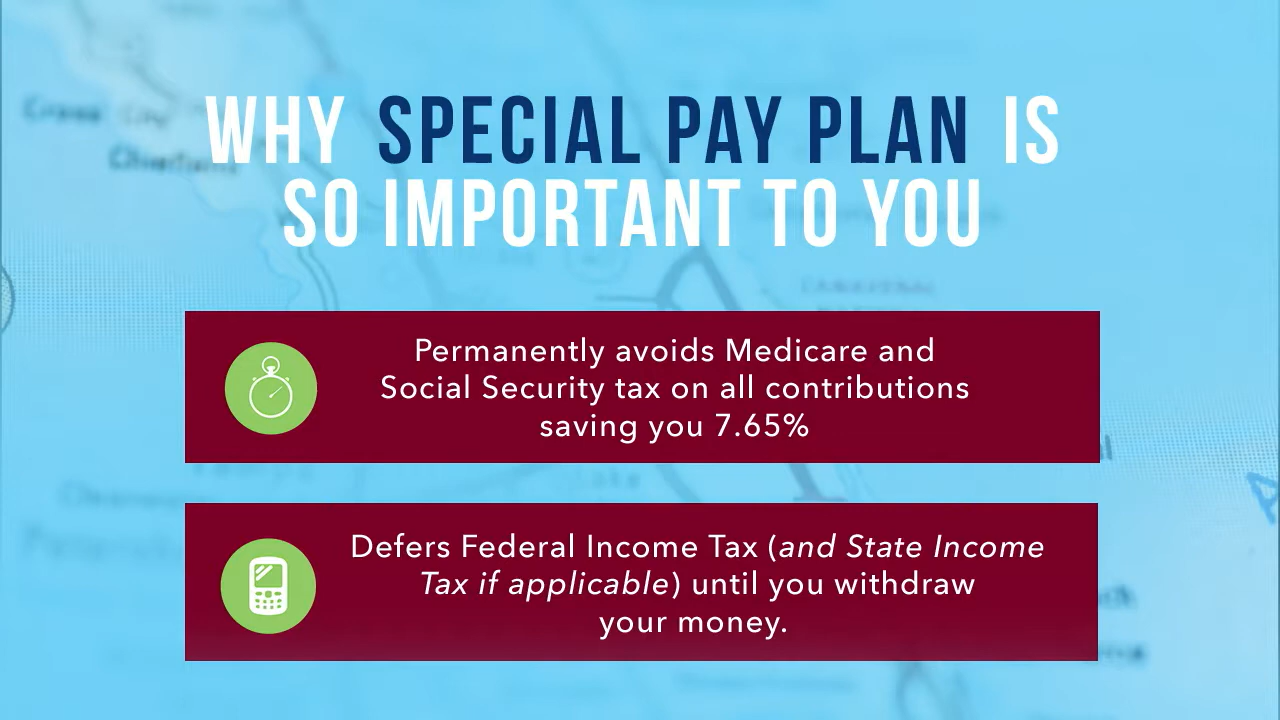 WHY SPECIAL PAY PLAN IS
SO IMPORTANT TO YOU
Permanently avoids Medicare and
Social Security tax on all contributions
saving you 7.65%
Defers Federal Income Tax (and State Income
Tax if applicable) until you withdraw
your money.